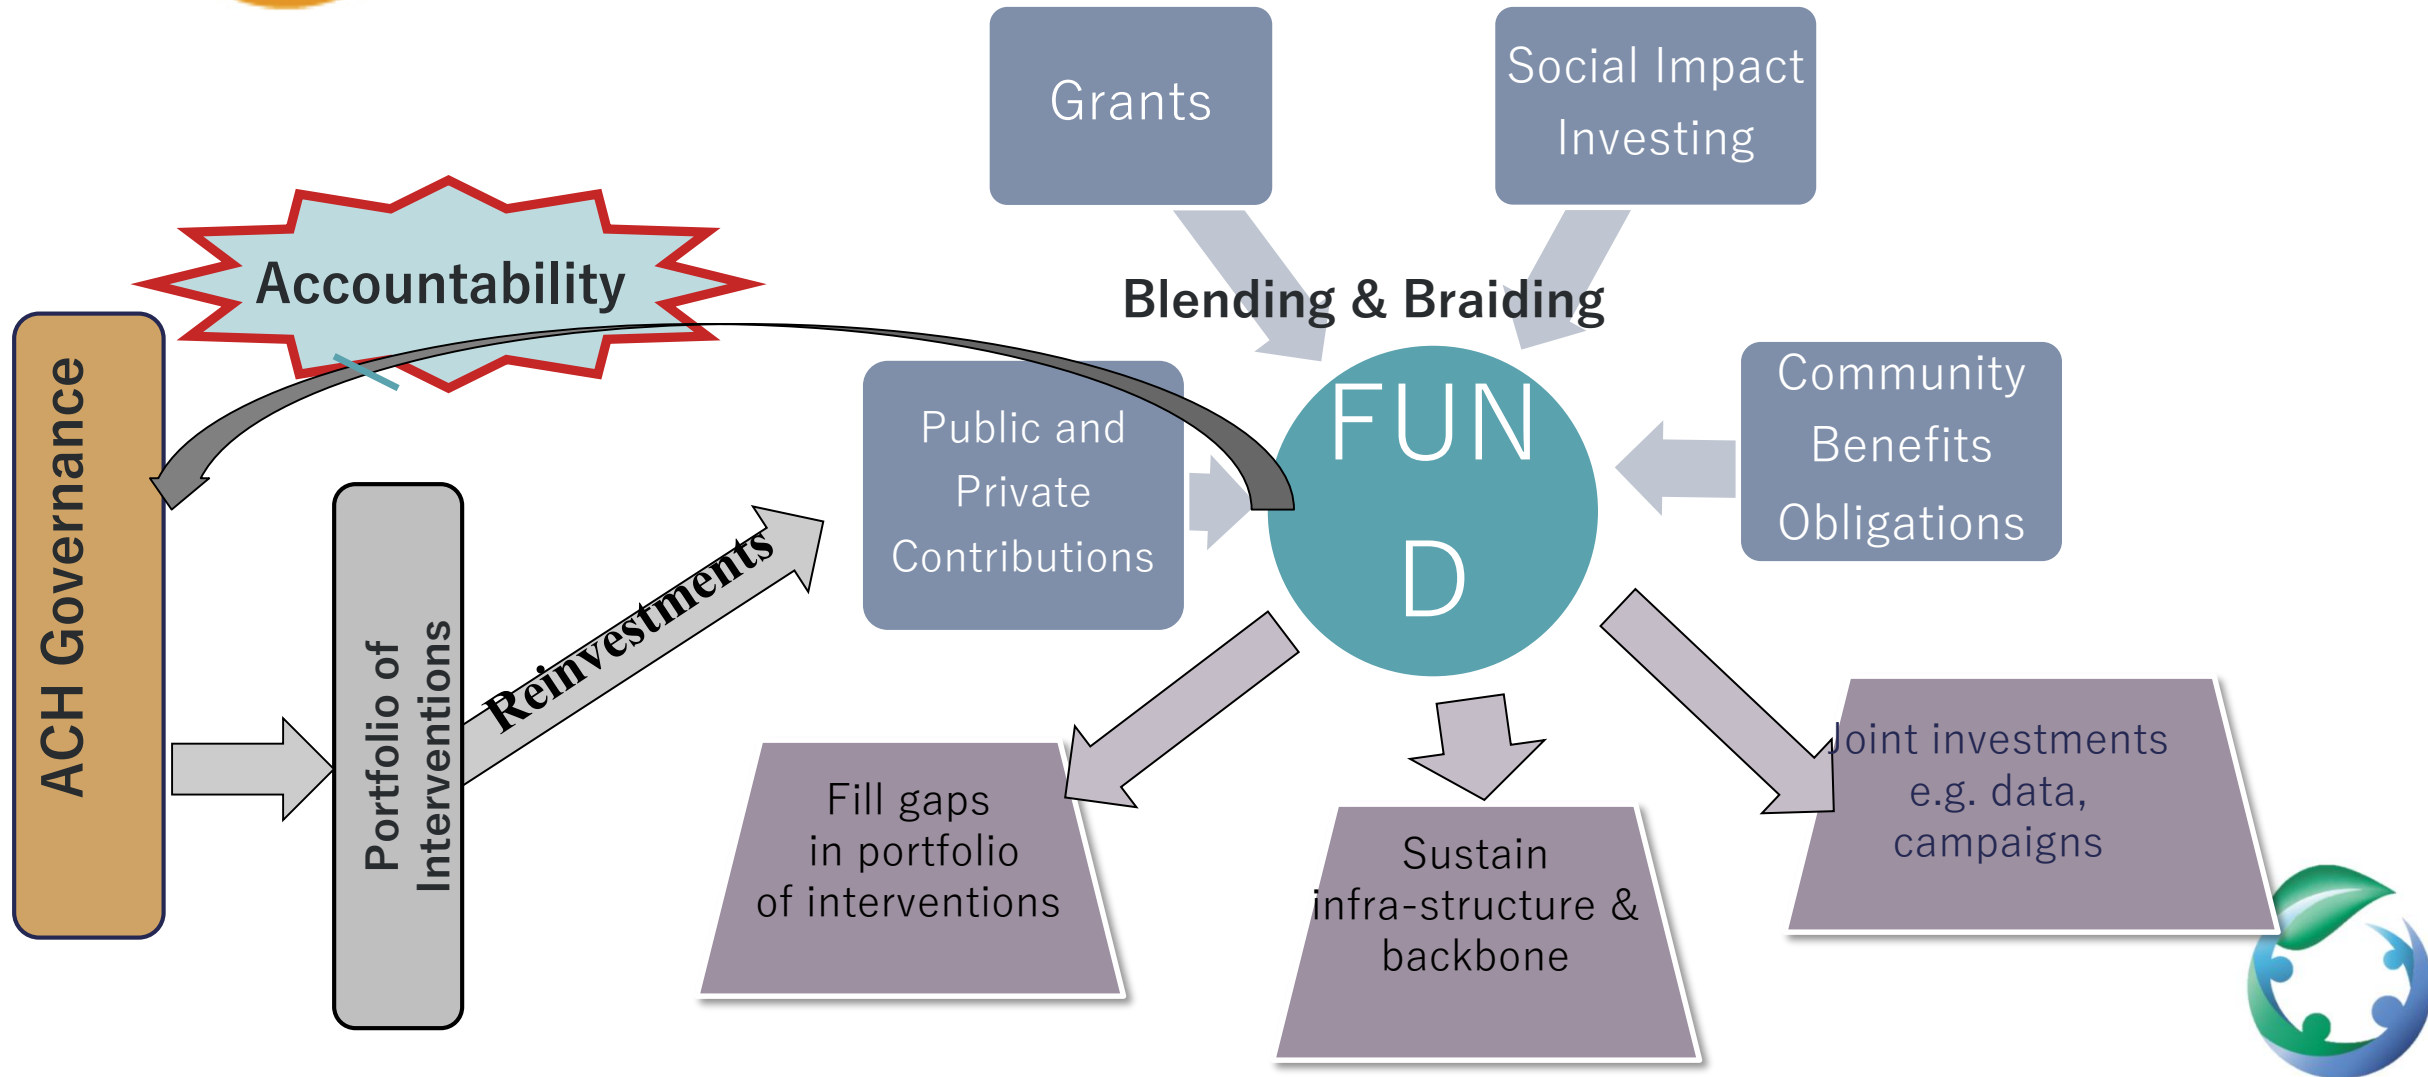 Grants
Social Impact
Investing
Accountability
Blending & Braiding
ACH Governance
Portfolio of
Interventions
Reinvestments
Public and
Private
Contributions
FUN
D
Community
Benefits
Obligations
Fill gaps
in portfolio
of interventions
Sustain
infra-structure &
backbone
Joint investments
e.g. data,
campaigns